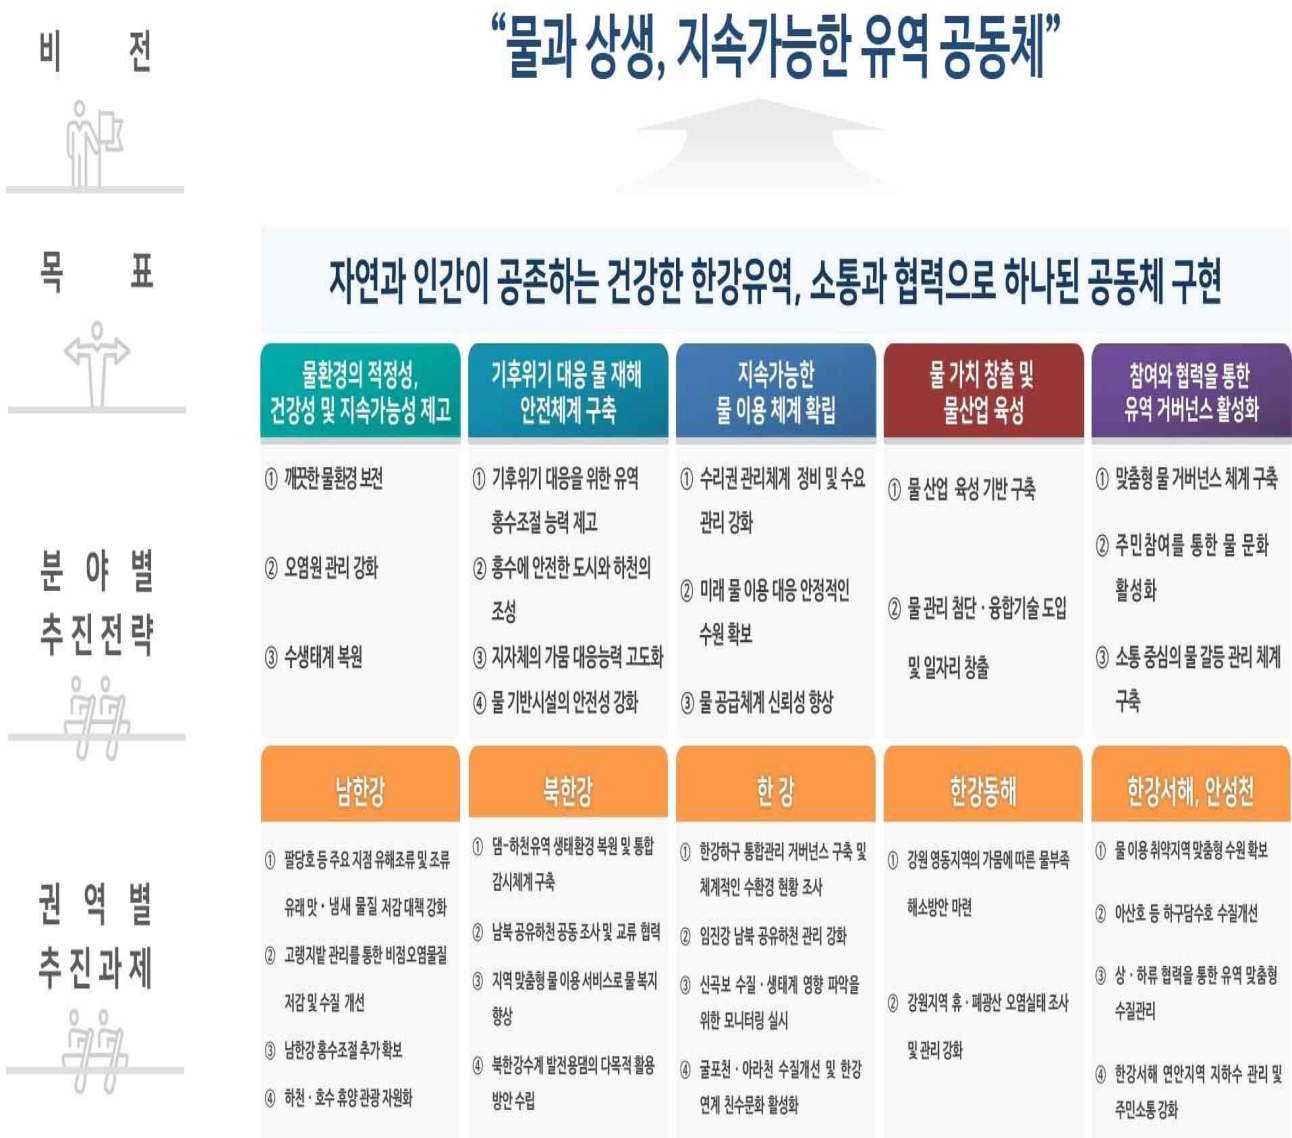 비 전
“물과 상생, 지속가능한 유역 공동체”
목 표
자연과 인간이 공존하는 건강한 한강유역, 소통과 협력으로 하나된 공동체 구현
분 야 별
추진전략
물환경의 적정성,
건강성 및 지속가능성 제고
① 깨끗한 물환경 보전
② 오염원 관리 강화
③ 수생태계 복원
기후위기 대응 물 재해
안전체계 구축
① 기후위기 대응을 위한 유역
홍수조절 능력 제고
② 홍수에 안전한 도시와 하천의
조성
③ 지자체의 가뭄 대응능력 고도화
④ 물 기반시설의 안전성 강화
지속가능한
물 이용 체계 확립
① 수리권 관리체계 정비 및 수요
관리 강화
② 미래 물 이용 대응 안정적인
수원 확보
③ 물 공급체계 신뢰성 향상
물 가치 창출 및
물산업 육성
① 물 산업 육성 기반 구축
② 물 관리 첨단·융합기술 도입
및 일자리 창출
참여와 협력을 통한
유역 거버넌스 활성화
① 맞춤형 물 거버넌스 체계 구축
② 주민참여를 통한 물 문화
활성화
③ 소통 중심의 물 갈등 관리 체계
구축
권 역 별
추진과제
남한강
① 팔당호 등 주요 지점 유해조류 및 조류
유래 맛·냄새 물질 저감 대책 강화
② 고랭지밭 관리를 통한 비점오염물질
저감 및 수질 개선
③ 남한강 홍수조절 추가 확보
④ 하천·호수 휴양 관광 자원화
북한강
① 댐-하천유역 생태환경 복원 및 통합
감시체계 구축
② 남북 공유하천 공동 조사 및 교류 협력
③ 지역 맞춤형 물 이용 서비스로 물 복지
향상
④ 북한강수계 발전용댐의 다목적 활용
방안 수립
한 강
① 한강하구 통합관리 거버넌스 구축 및
체계적인 수환경 현황 조사
② 임진강 남북 공유하천 관리 강화
③ 신곡보 수질·생태계 영향 파악을
위한 모니터링 실시
④ 굴포천·아라천 수질개선 및 한강
연계 친수문화 활성화
한강동해
① 강원 영동지역의 가뭄에 따른 물부족
해소방안 마련
② 강원지역 휴·폐광산 오염실태 조사
및 관리 강화
한강서해, 안성천
① 물 이용 취약지역 맞춤형 수원 확보
② 아산호 등 하구담수호 수질개선
③ 상·하류 협력을 통한 유역 맞춤형
수질관리
④ 한강서해 연안지역 지하수 관리 및
주민소통 강화